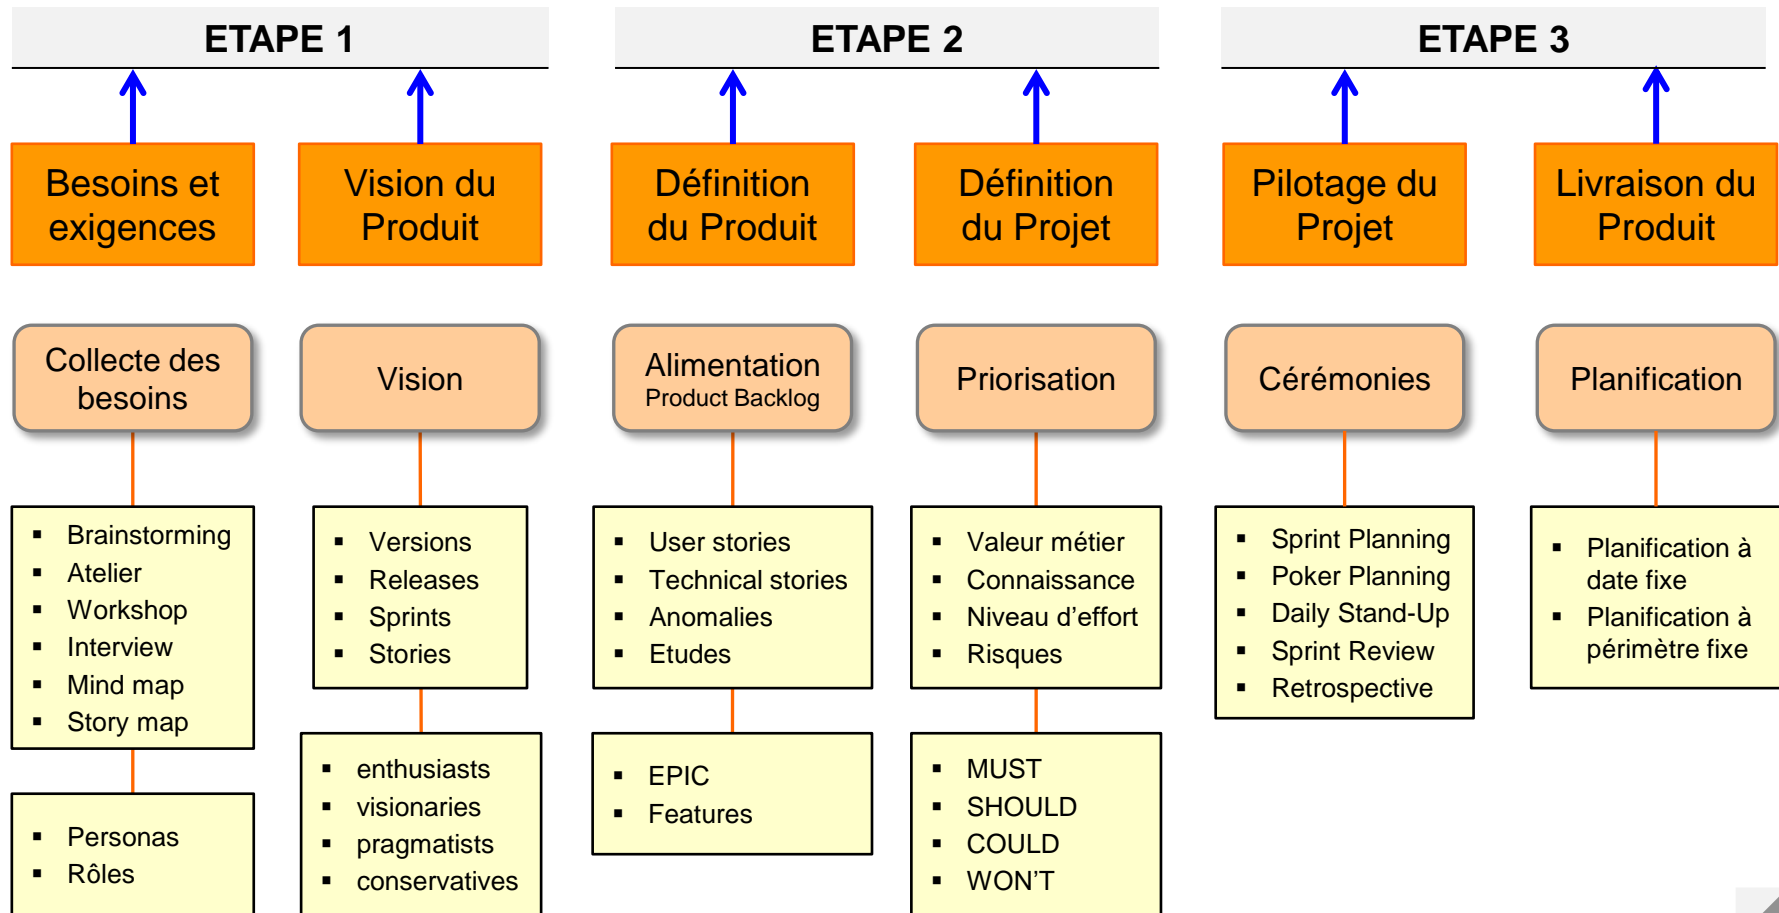 ETAPE 1
ETAPE 2
ETAPE 3
Besoins et
exigences
Vision du
Produit
Définition
du Produit
Définition
du Projet
Pilotage du
Projet
Livraison du
Produit
Collecte des
besoins
Vision
Alimentation
Product Backlog
Priorisation
Cérémonies
Planification
▪ Brainstorming
▪ Atelier
▪ Workshop
▪ Interview
▪ Mind map
▪ Story map
▪ Versions
▪ Releases
▪ Sprints
▪ Stories
▪ User stories
▪ Technical stories
▪ Anomalies
▪ Etudes
▪ Valeur métier
▪ Connaissance
▪ Niveau d’effort
▪ Risques
▪ Sprint Planning
▪ Poker Planning
▪ Daily Stand-Up
▪ Sprint Review
▪ Retrospective
▪ Planification à
date fixe
▪ Planification à
périmètre fixe
▪ Personas
▪ Rôles
▪ enthusiasts
▪ visionaries
▪ pragmatists
▪ conservatives
▪ EPIC
▪ Features
▪ MUST
▪ SHOULD
▪ COULD
▪ WON’T